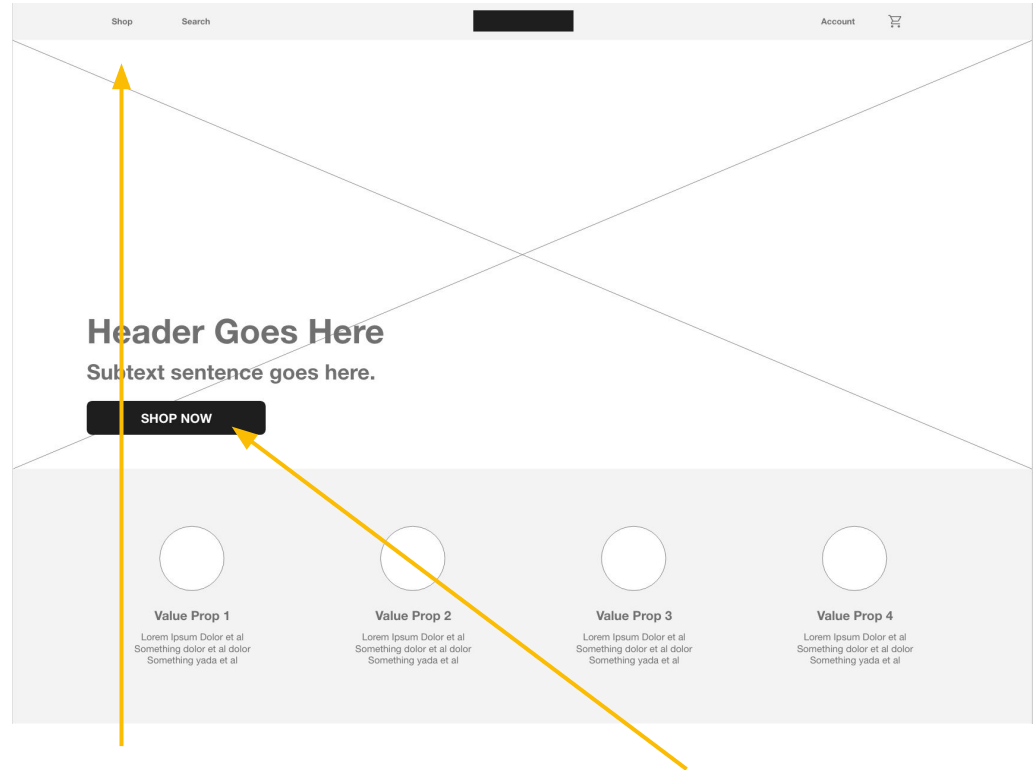 Shop Search Account
Header Goes Here
Subtext sentence goes here.
SHOP NOW
Value Prop 1
Lorem Ipsum Dolor et al
Something dolor et al dolor
Something yada et al
Value Prop 2
Lorem Ipsum Dolor et al
Something dolor et al dolor
Something yada et al
Value Prop 3
Lorem Ipsum Dolor et al
Something dolor et al dolor
Something yada et al
Value Prop 4
Lorem Ipsum Dolor et al
Something dolor et al dolor
Something yada et al